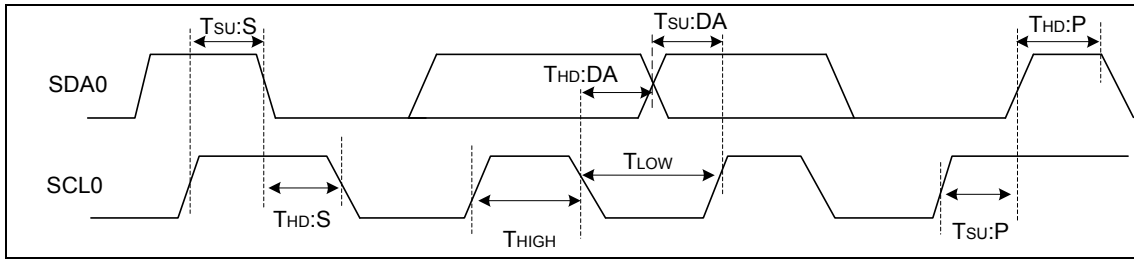 TSU:S
TSU:DA
THD:P
SDA0
THD:DA
SCL0
TLOW
THD:S
THIGH
TSU:P